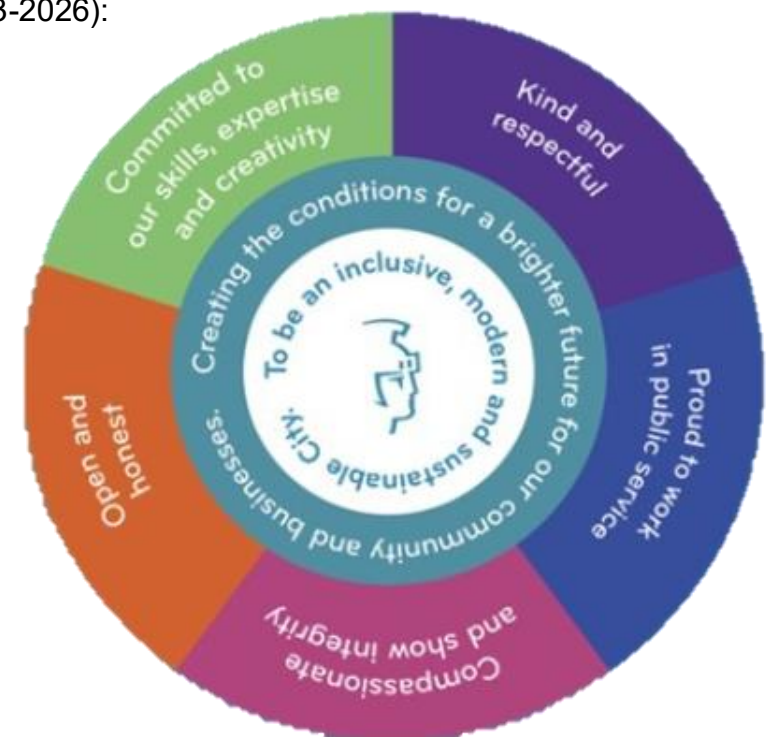 3-2026):
Committed to
our skills, expertise
and creativity
Kind and
respectful
Proud to work
in public service
Compassionate
and show integrity
Open and
honest
Creating the conditions for a brighter future for our community and businesses.
To be an inclusive, modern and sustainable City.